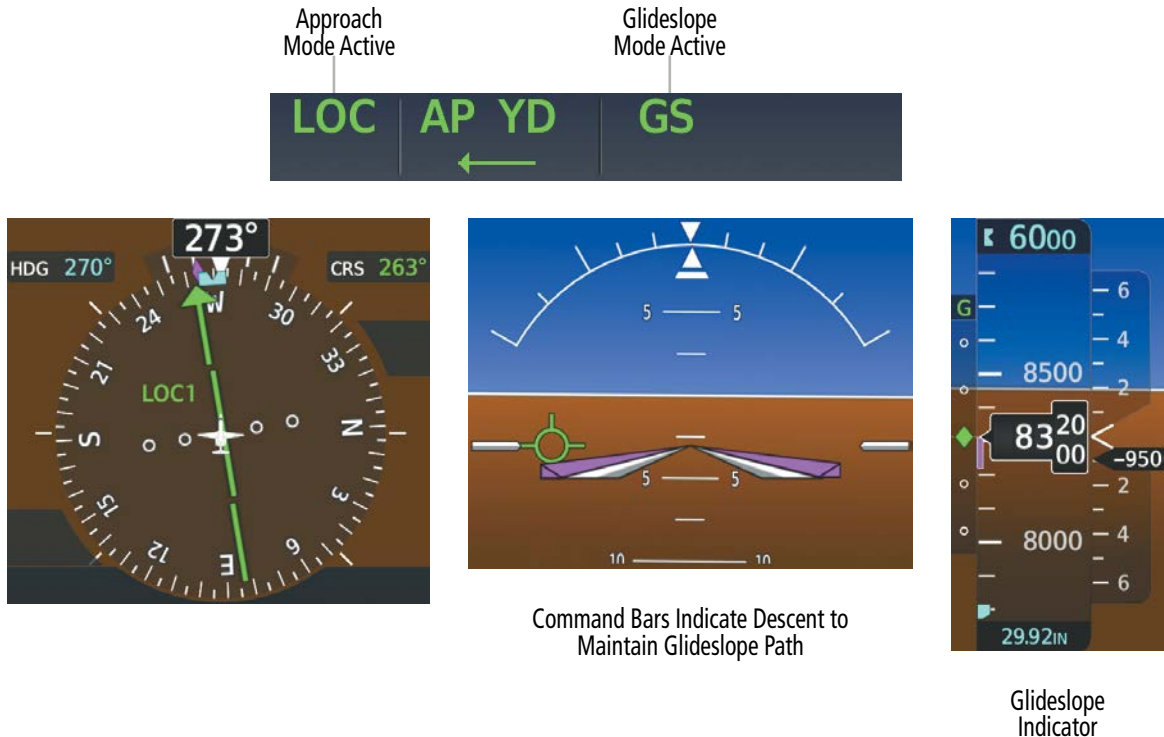 Approach
Mode Active
Glideslope
Mode Active
LOC AP YD GS
273°
HDG 270°
CRS 263°
24
W
30
21
33
LOC1
S
N
15
3
12
E
6
5 5
5 5
10 10
6000
G
6
4
8500
2
8320
00
-950
2
8000
4
6
29.92IN
Command Bars Indicate Descent to
Maintain Glideslope Path
Glideslope
Indicator